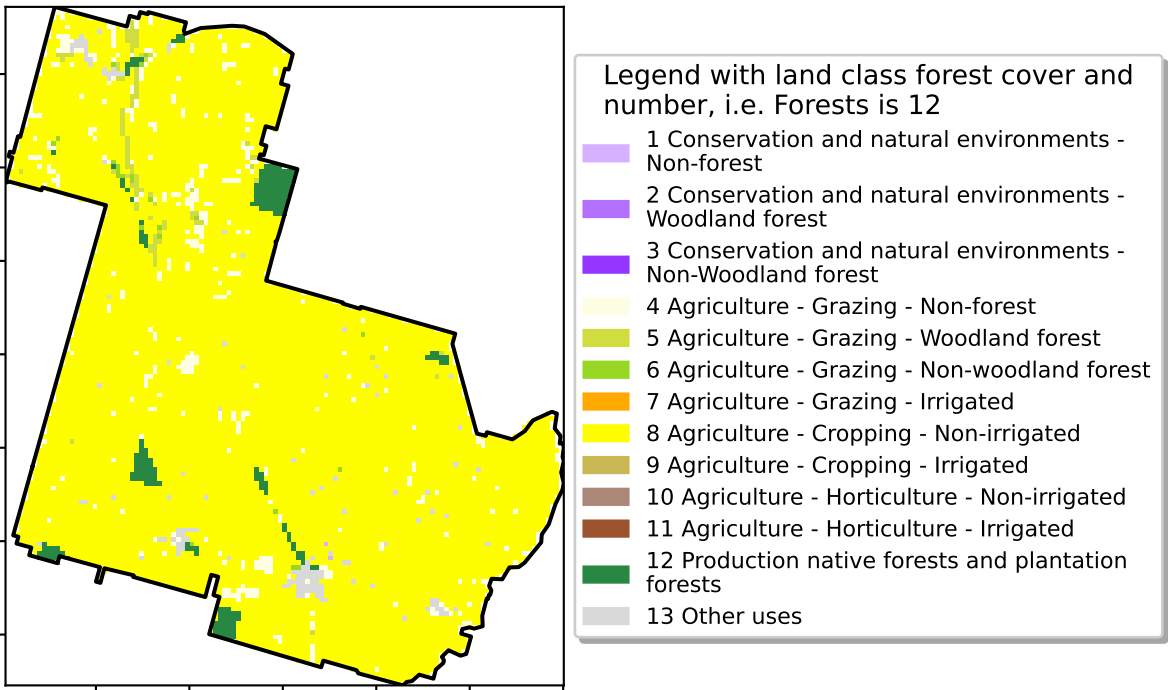 Legend with land class forest cover and
number, i.e. Forests is 12
1 Conservation and natural environments -
Non-forest
2 Conservation and natural environments -
Woodland forest
3 Conservation and natural environments -
Non-Woodland forest
4 Agriculture - Grazing - Non-forest
5 Agriculture - Grazing - Woodland forest
6 Agriculture - Grazing - Non-woodland forest
7 Agriculture - Grazing - Irrigated
8 Agriculture - Cropping - Non-irrigated
9 Agriculture - Cropping - Irrigated
10 Agriculture - Horticulture - Non-irrigated
11 Agriculture - Horticulture - Irrigated
12 Production native forests and plantation
forests
13 Other uses